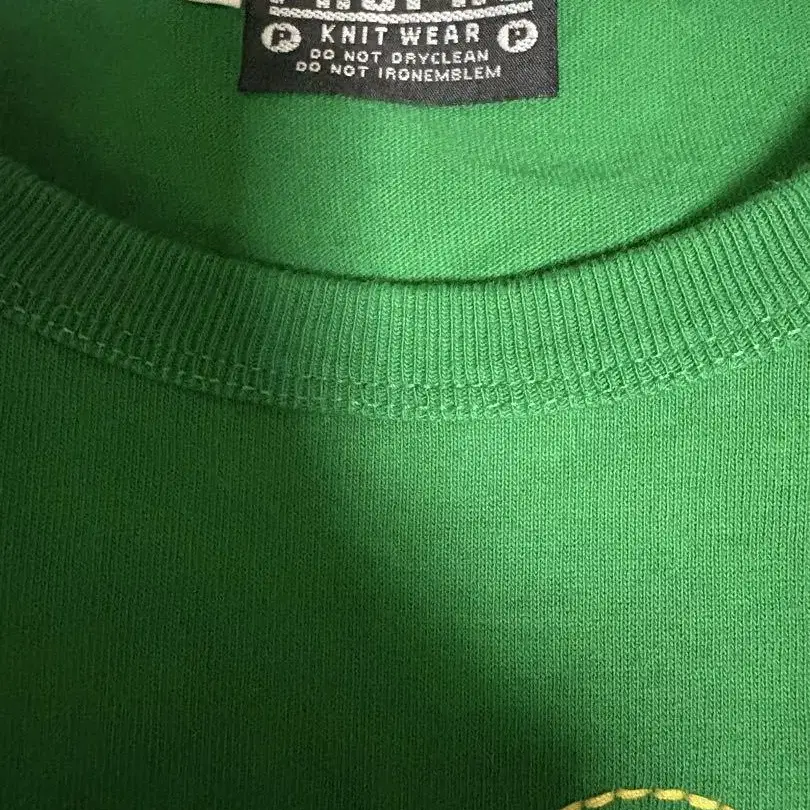 KNIT WEAR
DO NOT DRYCLEAN
DO NOT IRONEMBLEM